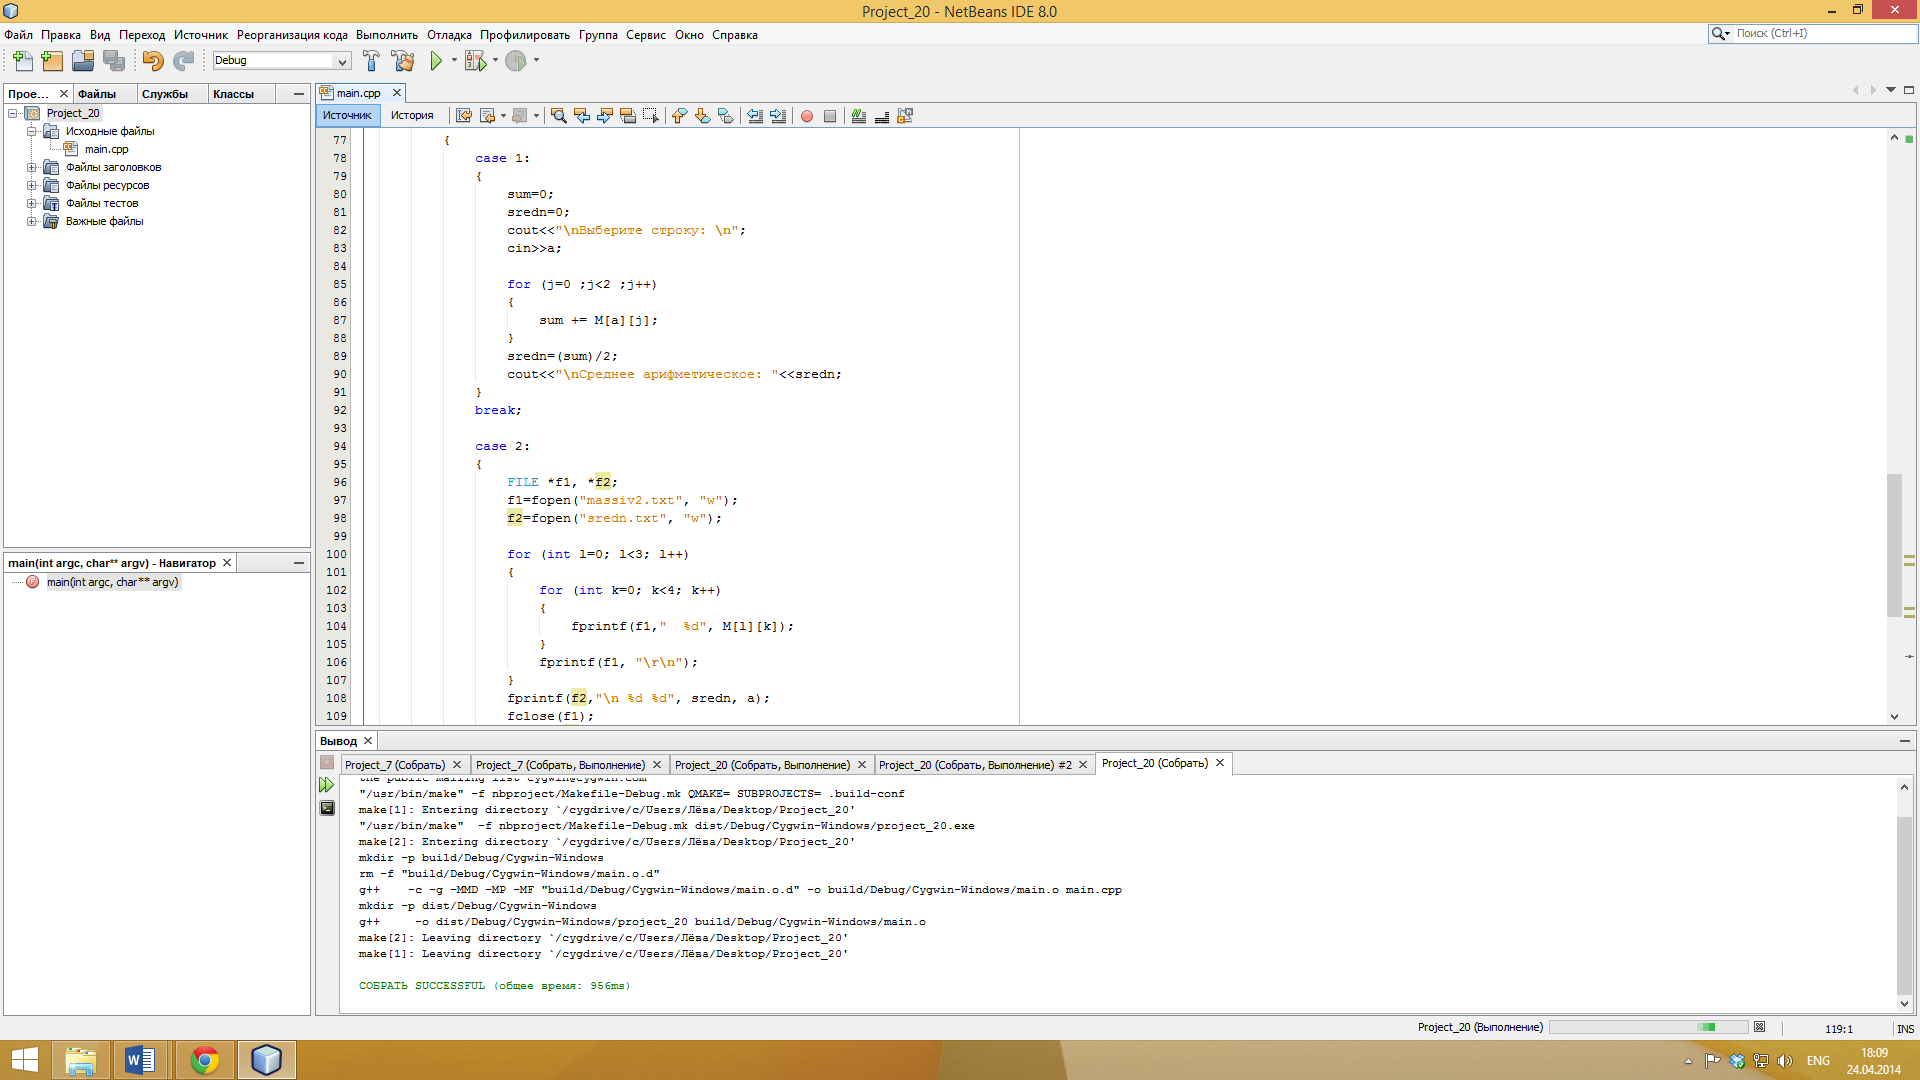 Project_20 - NetBeans IDE 8.0
Файл Правка Вид Переход Источник Реорганизация кода Выполнить Отладка Профилировать Группа Сервис Окно Справка
Поиск (Ctrl+I)
Debug
Прое... Файлы Службы Классы
Project_20
Исходные файлы
main.cpp
Файлы заголовков
Файлы ресурсов
Файлы тестов
Важные файлы
main(int argc, char** argv) - Навигатор
main(int argc, char** argv)
main.cpp
Источник История
77 {
78 case 1:
79 {
80 sum=0;
81 sredn=0;
82 cout<<"\nВыберите строку: \n";
83 cin>>a;
84
85 for (j=0 ;j<2 ;j++)
86 {
87 sum += M[a][j];
88 }
89 sredn=(sum)/2;
90 cout<<"\nСреднее арифметическое: "<<sredn;
91 }
92 break;
93
94 case 2:
95 {
96 FILE *f1, *f2;
97 f1=fopen("massiv2.txt", "w");
98 f2=fopen("sredn.txt", "w");
99
100 for (int l=0; l<3; l++)
101 {
102 for (int k=0; k<4; k++)
103 {
104 fprintf(f1,"  %d", M[l][k]);
105 }
106 fprintf(f1, "\r\n");
107 }
108 fprintf(f2,"\n %d %d", sredn, a);
109 fclose(f1);
Вывод
Project_7 (Собрать) Project_7 (Собрать, Выполнение) Project_20 (Собрать, Выполнение) Project_20 (Собрать, Выполнение) #2 Project_20 (Собрать)
the public mailing list cygwin@cygwin.com
"/usr/bin/make" -f nbproject/Makefile-Debug.mk QMAKE= SUBPROJECTS= .build-conf
make[1]: Entering directory `/cygdrive/c/Users/Лёва/Desktop/Project_20'
"/usr/bin/make"  -f nbproject/Makefile-Debug.mk dist/Debug/Cygwin-Windows/project_20.exe
make[2]: Entering directory `/cygdrive/c/Users/Лёва/Desktop/Project_20'
mkdir -p build/Debug/Cygwin-Windows
rm -f "build/Debug/Cygwin-Windows/main.o.d"
g++    -c -g -MMD -MP -MF "build/Debug/Cygwin-Windows/main.o.d" -o build/Debug/Cygwin-Windows/main.o main.cpp
mkdir -p dist/Debug/Cygwin-Windows
g++     -o dist/Debug/Cygwin-Windows/project_20 build/Debug/Cygwin-Windows/main.o
make[2]: Leaving directory `/cygdrive/c/Users/Лёва/Desktop/Project_20'
make[1]: Leaving directory `/cygdrive/c/Users/Лёва/Desktop/Project_20'
СОБРАТЬ SUCCESSFUL (общее время: 956ms)
Project_20 (Выполнение) 119:1 INS
ENG 18:09
24.04.2014